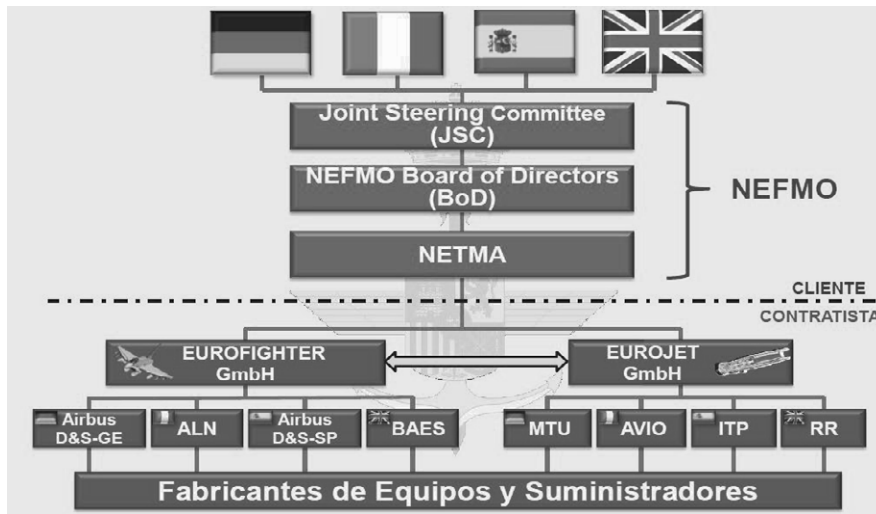 Joint Steering Committee
(JSC)
NEFMO Board of Directors
(BoD)
NEFMO
NETMA
CLIENTE
CONTRATISTA
EUROFIGHTER
GmbH
EUROJET
GmbH
Airbus
D&S-GE
ALN
Airbus
D&S-SP
BAES
MTU
AVIO
ITP
RR
Fabricantes de Equipos y Suministradores